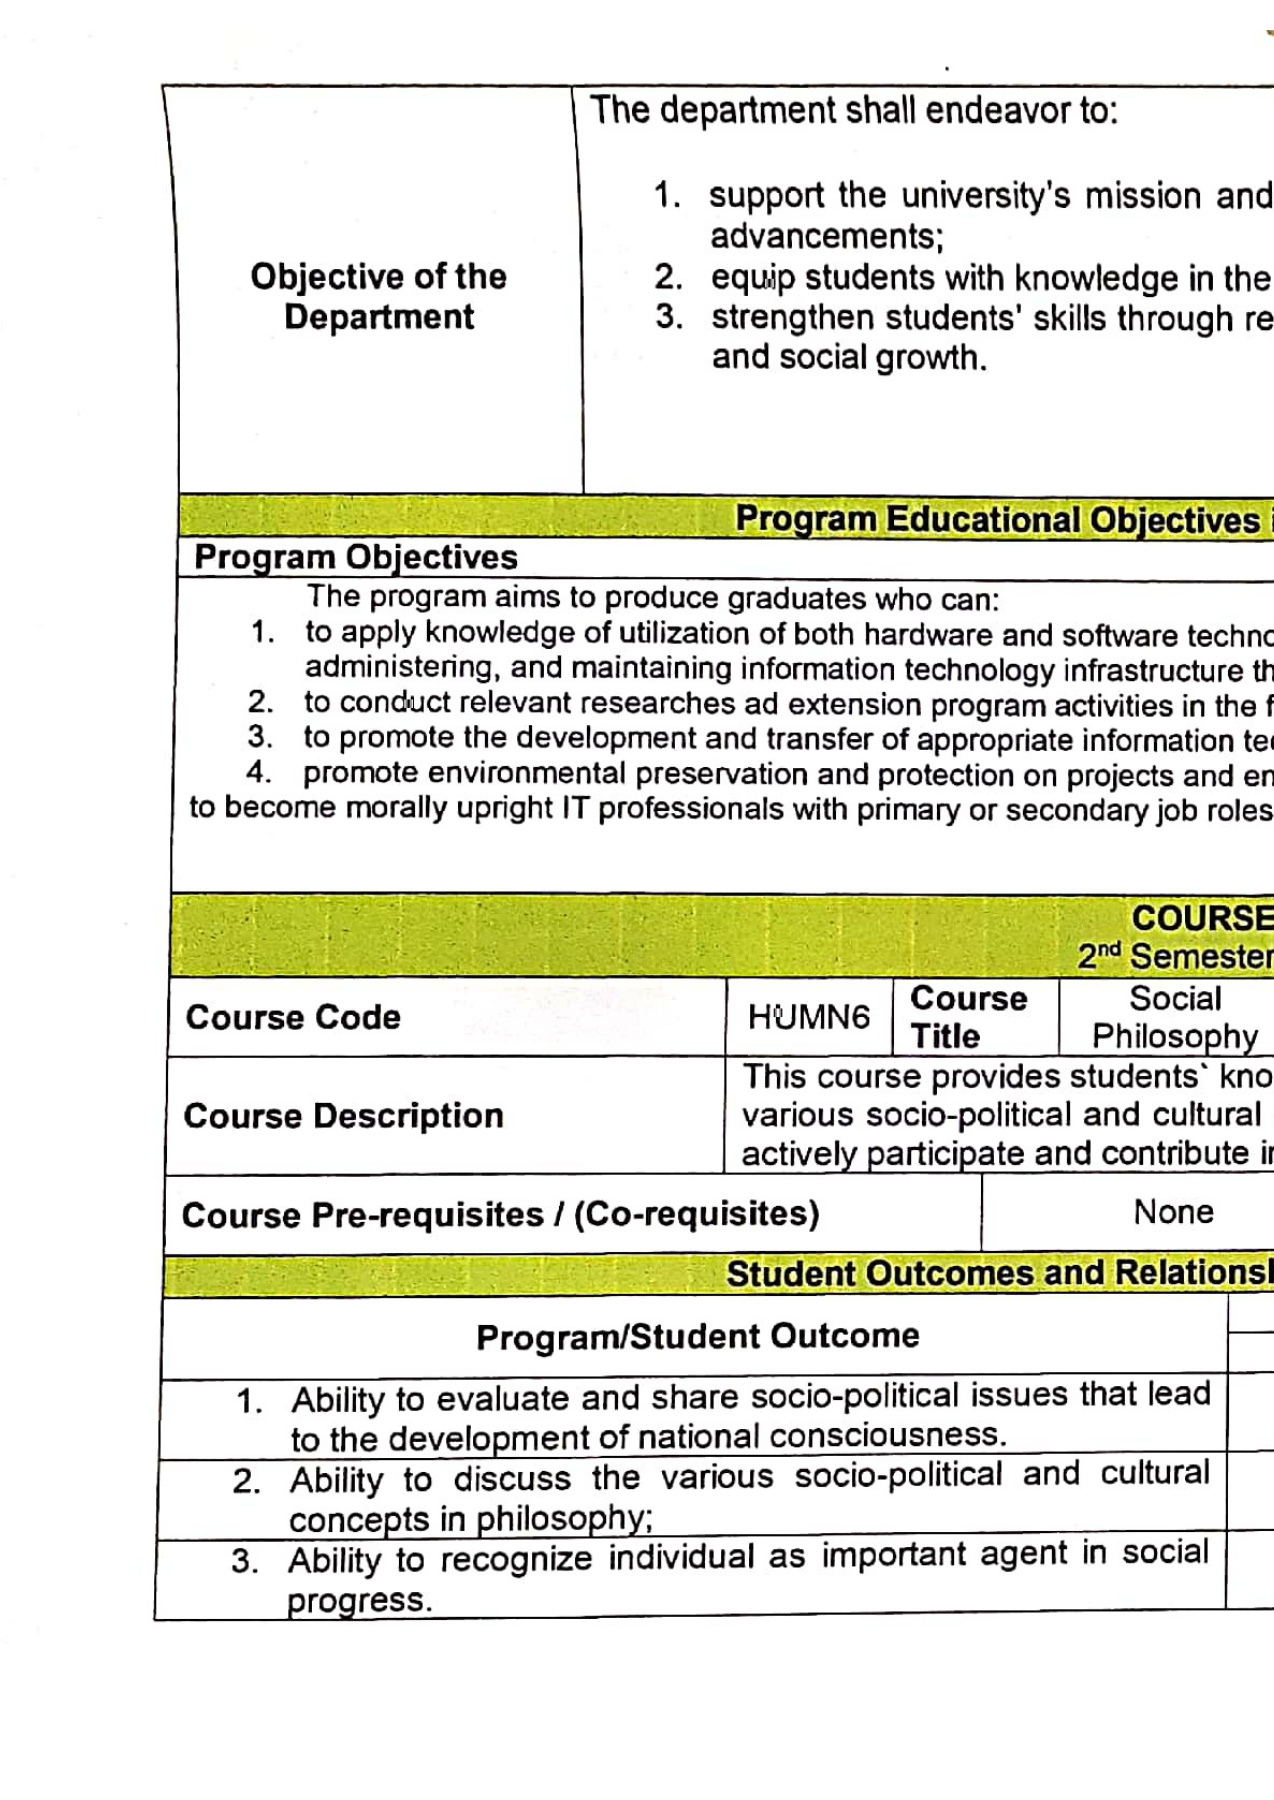 The department shall endeavor to:
1. support the university's mission and
advancements;
Objective of the
Department
2. equip students with knowledge in the
3. strengthen students' skills through re
and social growth.
Program Educational Objectives
Program Objectives
The program aims to produce graduates who can:
1. to apply knowledge of utilization of both hardware and software techno
administering, and maintaining information technology infrastructure th
2. to conduct relevant researches ad extension program activities in the f
3. to promote the development and transfer of appropriate information tec
4. promote environmental preservation and protection on projects and en
to become morally upright IT professionals with primary or secondary job roles
COURSE
2nd Semester
Course Code
HUMN6
Course
Title
Social
Philosophy
Course Description
This course provides students` kno
various socio-political and cultural
actively participate and contribute in
Course Pre-requisites / (Co-requisites)
None
Student Outcomes and Relations
Program/Student Outcome
1. Ability to evaluate and share socio-political issues that lead
to the development of national consciousness.
2. Ability to discuss the various socio-political and cultural
concepts in philosophy;
3. Ability to recognize individual as important agent in social
progress.